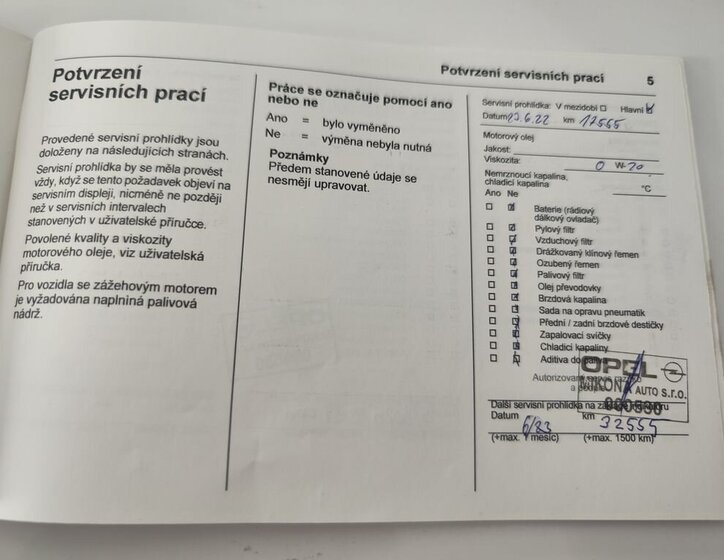 Potvrzení servisních prací 5
Potvrzení
servisních prací
Provedené servisní prohlídky jsou
doloženy na následujících stranách.
Servisní prohlídka by se měla provést
vždy, když se tento požadavek objeví na
servisním displeji, nicméně ne později
než v servisních intervalech
stanovených v uživatelské příručce.
Povolené kvality a viskozity
motorového oleje, viz uživatelská
příručka.
Pro vozidla se zážehovým motorem
je vyžadována naplniná palivová
nádrž.
Práce se označuje pomocí ano
nebo ne
Ano = bylo vyměněno
Ne = výměna nebyla nutná
Poznámky
Předem stanovené údaje se
nesměji upravovat.
Servisní prohlídka: V mezidobí Hlavní
Datum 23.6.22 km 17555
Motorový olej
Jakost:
Viskozita: 0 W-20
Nemrznoucí kapalina,
chladicí kapalina °C
Ano Ne
Baterie (rádiový
dálkový ovladač)
Pylový filtr
Vzduchový filtr
Drážkovaný klínový řemen
Ozubený řemen
Palivový filtr
Olej převodovky
Brzdová kapalina
Sada na opravu pneumatik
Přední / zadní brzdové destičky
Zapalovací svíčky
Chladicí kapaliny
Aditiva do paliva
OPEL
Autorizovaný
MIKONA AUTO s.r.o.
Další servisní prohlídka na
Datum km
6/23 32555
(+max. 1 měsíc) (+max. 1500 km)